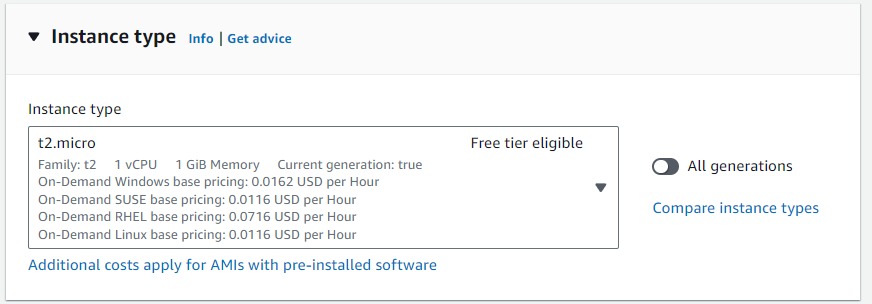 Instance type Info | Get advice
Instance type
t2.micro Free tier eligible
Family: t2 1 vCPU 1 GiB Memory Current generation: true
On-Demand Windows base pricing: 0.0162 USD per Hour
On-Demand SUSE base pricing: 0.0116 USD per Hour
On-Demand RHEL base pricing: 0.0716 USD per Hour
On-Demand Linux base pricing: 0.0116 USD per Hour
All generations
Compare instance types
Additional costs apply for AMIs with pre-installed software